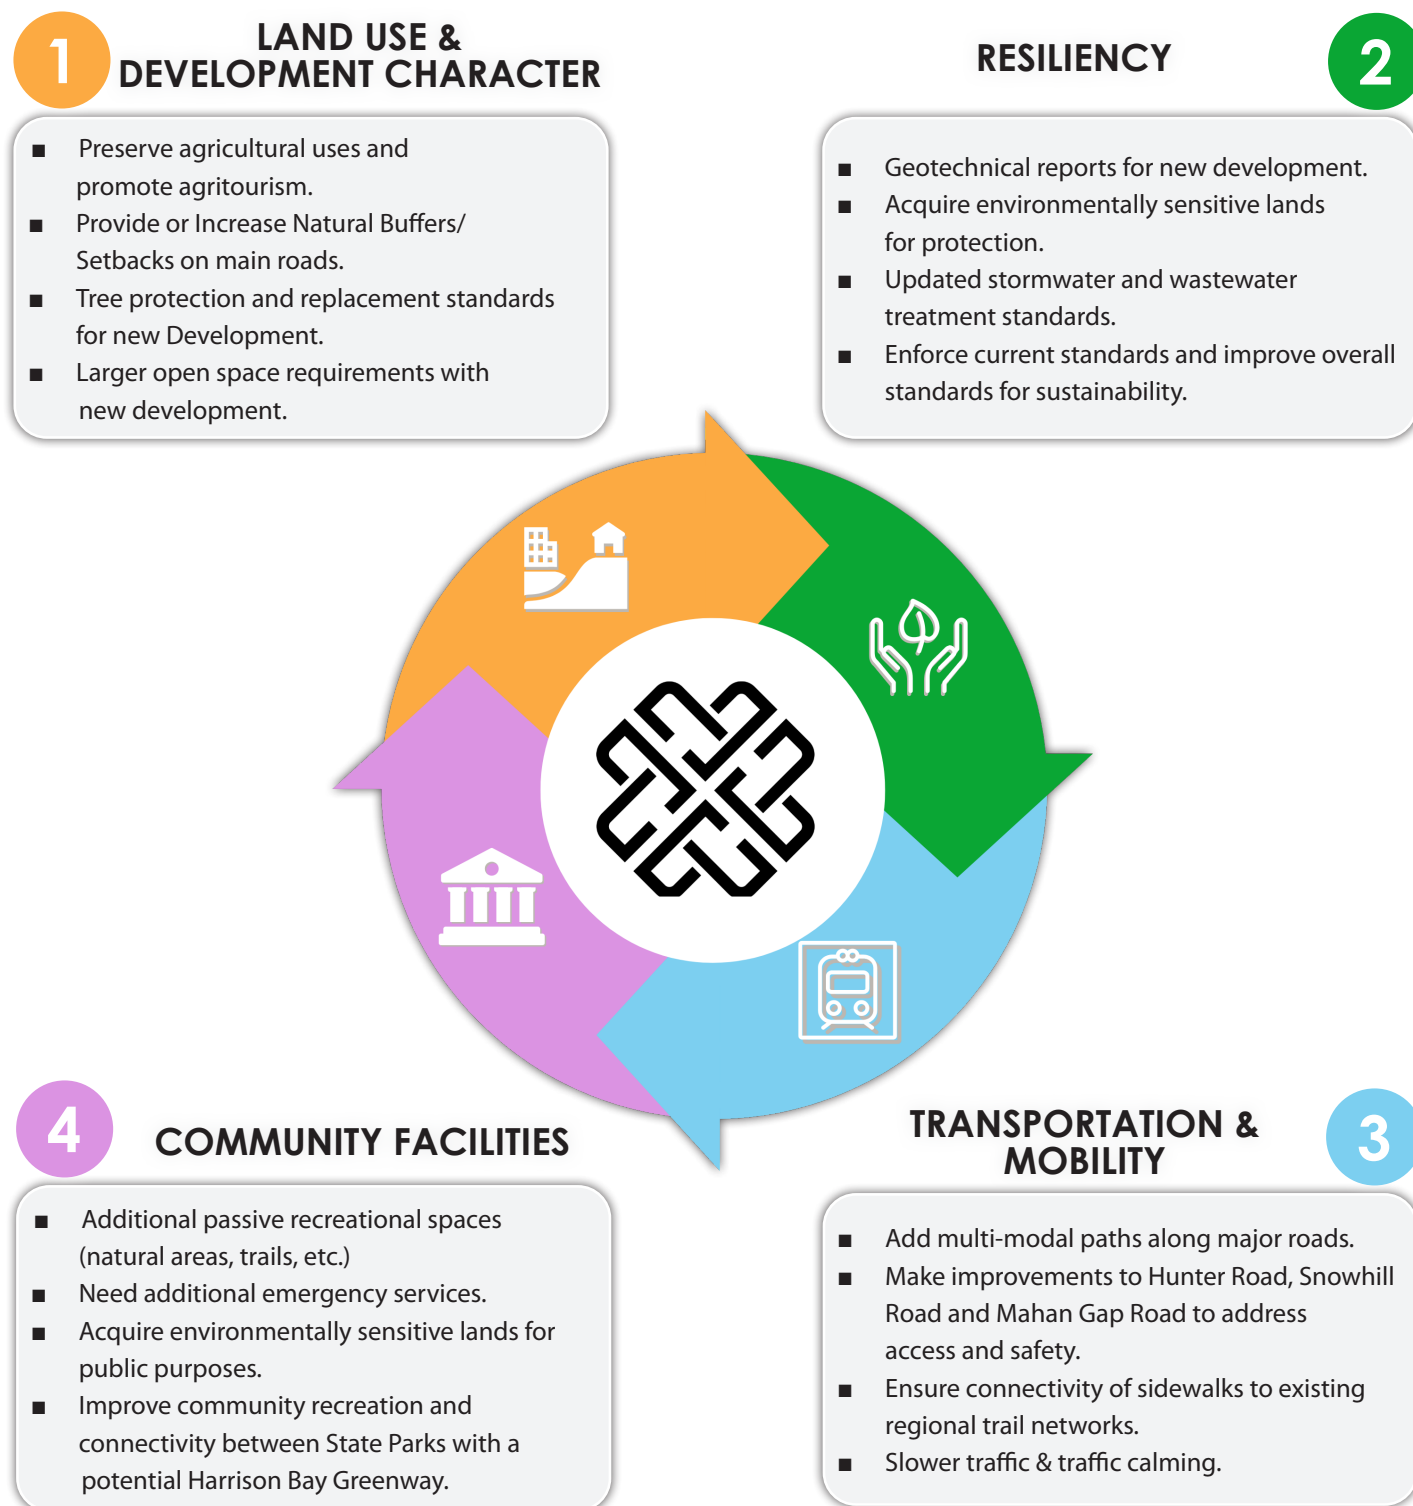 1
LAND USE &
DEVELOPMENT CHARACTER
■ Preserve agricultural uses and
promote agritourism.
■ Provide or Increase Natural Buffers/
Setbacks on main roads.
■ Tree protection and replacement standards
for new Development.
■ Larger open space requirements with
new development.
RESILIENCY
2
■ Geotechnical reports for new development.
■ Acquire environmentally sensitive lands
for protection.
■ Updated stormwater and wastewater
treatment standards.
■ Enforce current standards and improve overall
standards for sustainability.
4
COMMUNITY FACILITIES
■ Additional passive recreational spaces
(natural areas, trails, etc.)
■ Need additional emergency services.
■ Acquire environmentally sensitive lands for
public purposes.
■ Improve community recreation and
connectivity between State Parks with a
potential Harrison Bay Greenway.
TRANSPORTATION &
MOBILITY
3
■ Add multi-modal paths along major roads.
■ Make improvements to Hunter Road, Snowhill
Road and Mahan Gap Road to address
access and safety.
■ Ensure connectivity of sidewalks to existing
regional trail networks.
■ Slower traffic & traffic calming.